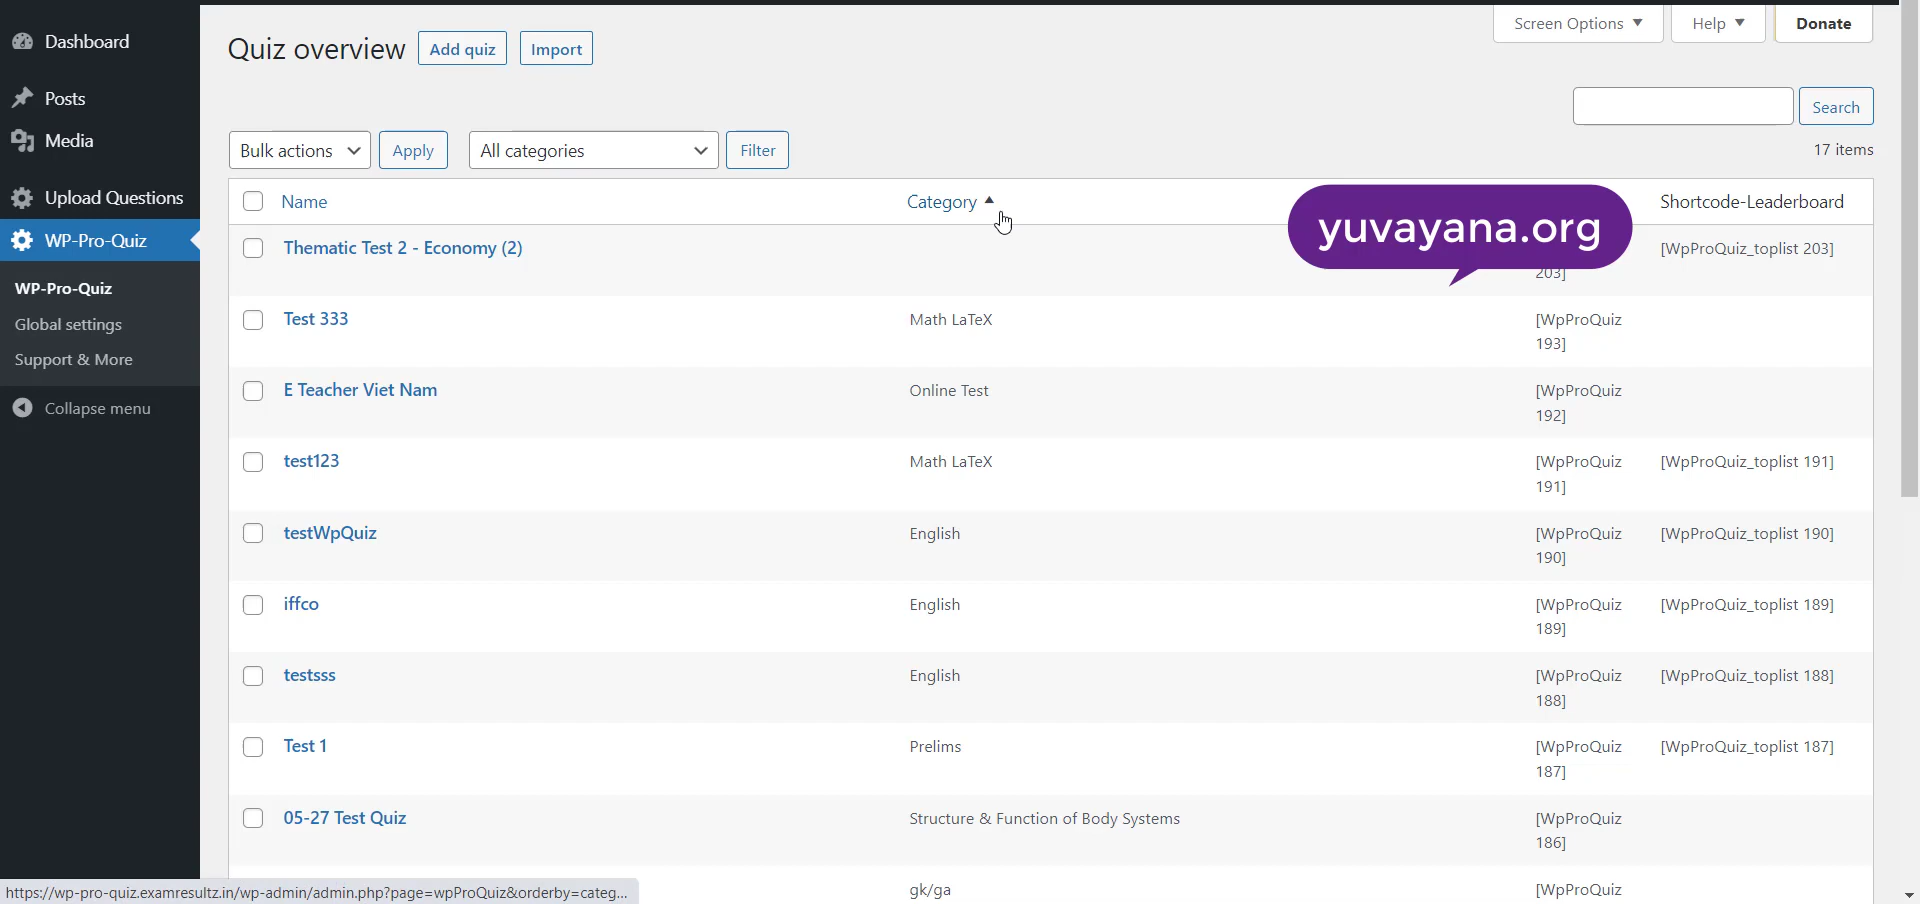 Dashboard
Posts
Media
Upload Questions
WP-Pro-Quiz
WP-Pro-Quiz
Global settings
Support & More
Collapse menu
Screen Options
Help
Donate
Quiz overview
Add quiz
Import
Search
Bulk actions
Apply
All categories
Filter
17 items
Name
Category
Shortcode-Leaderboard
yuvayana.org
Thematic Test 2 - Economy (2)
203]
[WpProQuiz_toplist 203]
Test 333
Math LaTeX
[WpProQuiz
193]
E Teacher Viet Nam
Online Test
[WpProQuiz
192]
test123
Math LaTeX
[WpProQuiz
191]
[WpProQuiz_toplist 191]
testWpQuiz
English
[WpProQuiz
190]
[WpProQuiz_toplist 190]
iffco
English
[WpProQuiz
189]
[WpProQuiz_toplist 189]
testsss
English
[WpProQuiz
188]
[WpProQuiz_toplist 188]
Test 1
Prelims
[WpProQuiz
187]
[WpProQuiz_toplist 187]
05-27 Test Quiz
Structure & Function of Body Systems
[WpProQuiz
186]
gk/ga
[WpProQuiz
https://wp-pro-quiz.examresultz.in/wp-admin/admin.php?page=wpProQuiz&orderby=categ...